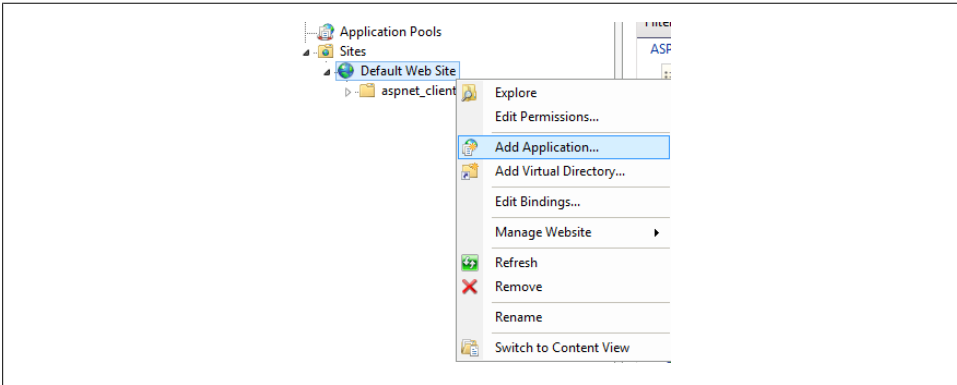 Application Pools
Sites
ASP
Default Web Site
aspnet_client
Explore
Edit Permissions...
Add Application...
Add Virtual Directory...
Edit Bindings...
Manage Website
Refresh
Remove
Rename
Switch to Content View